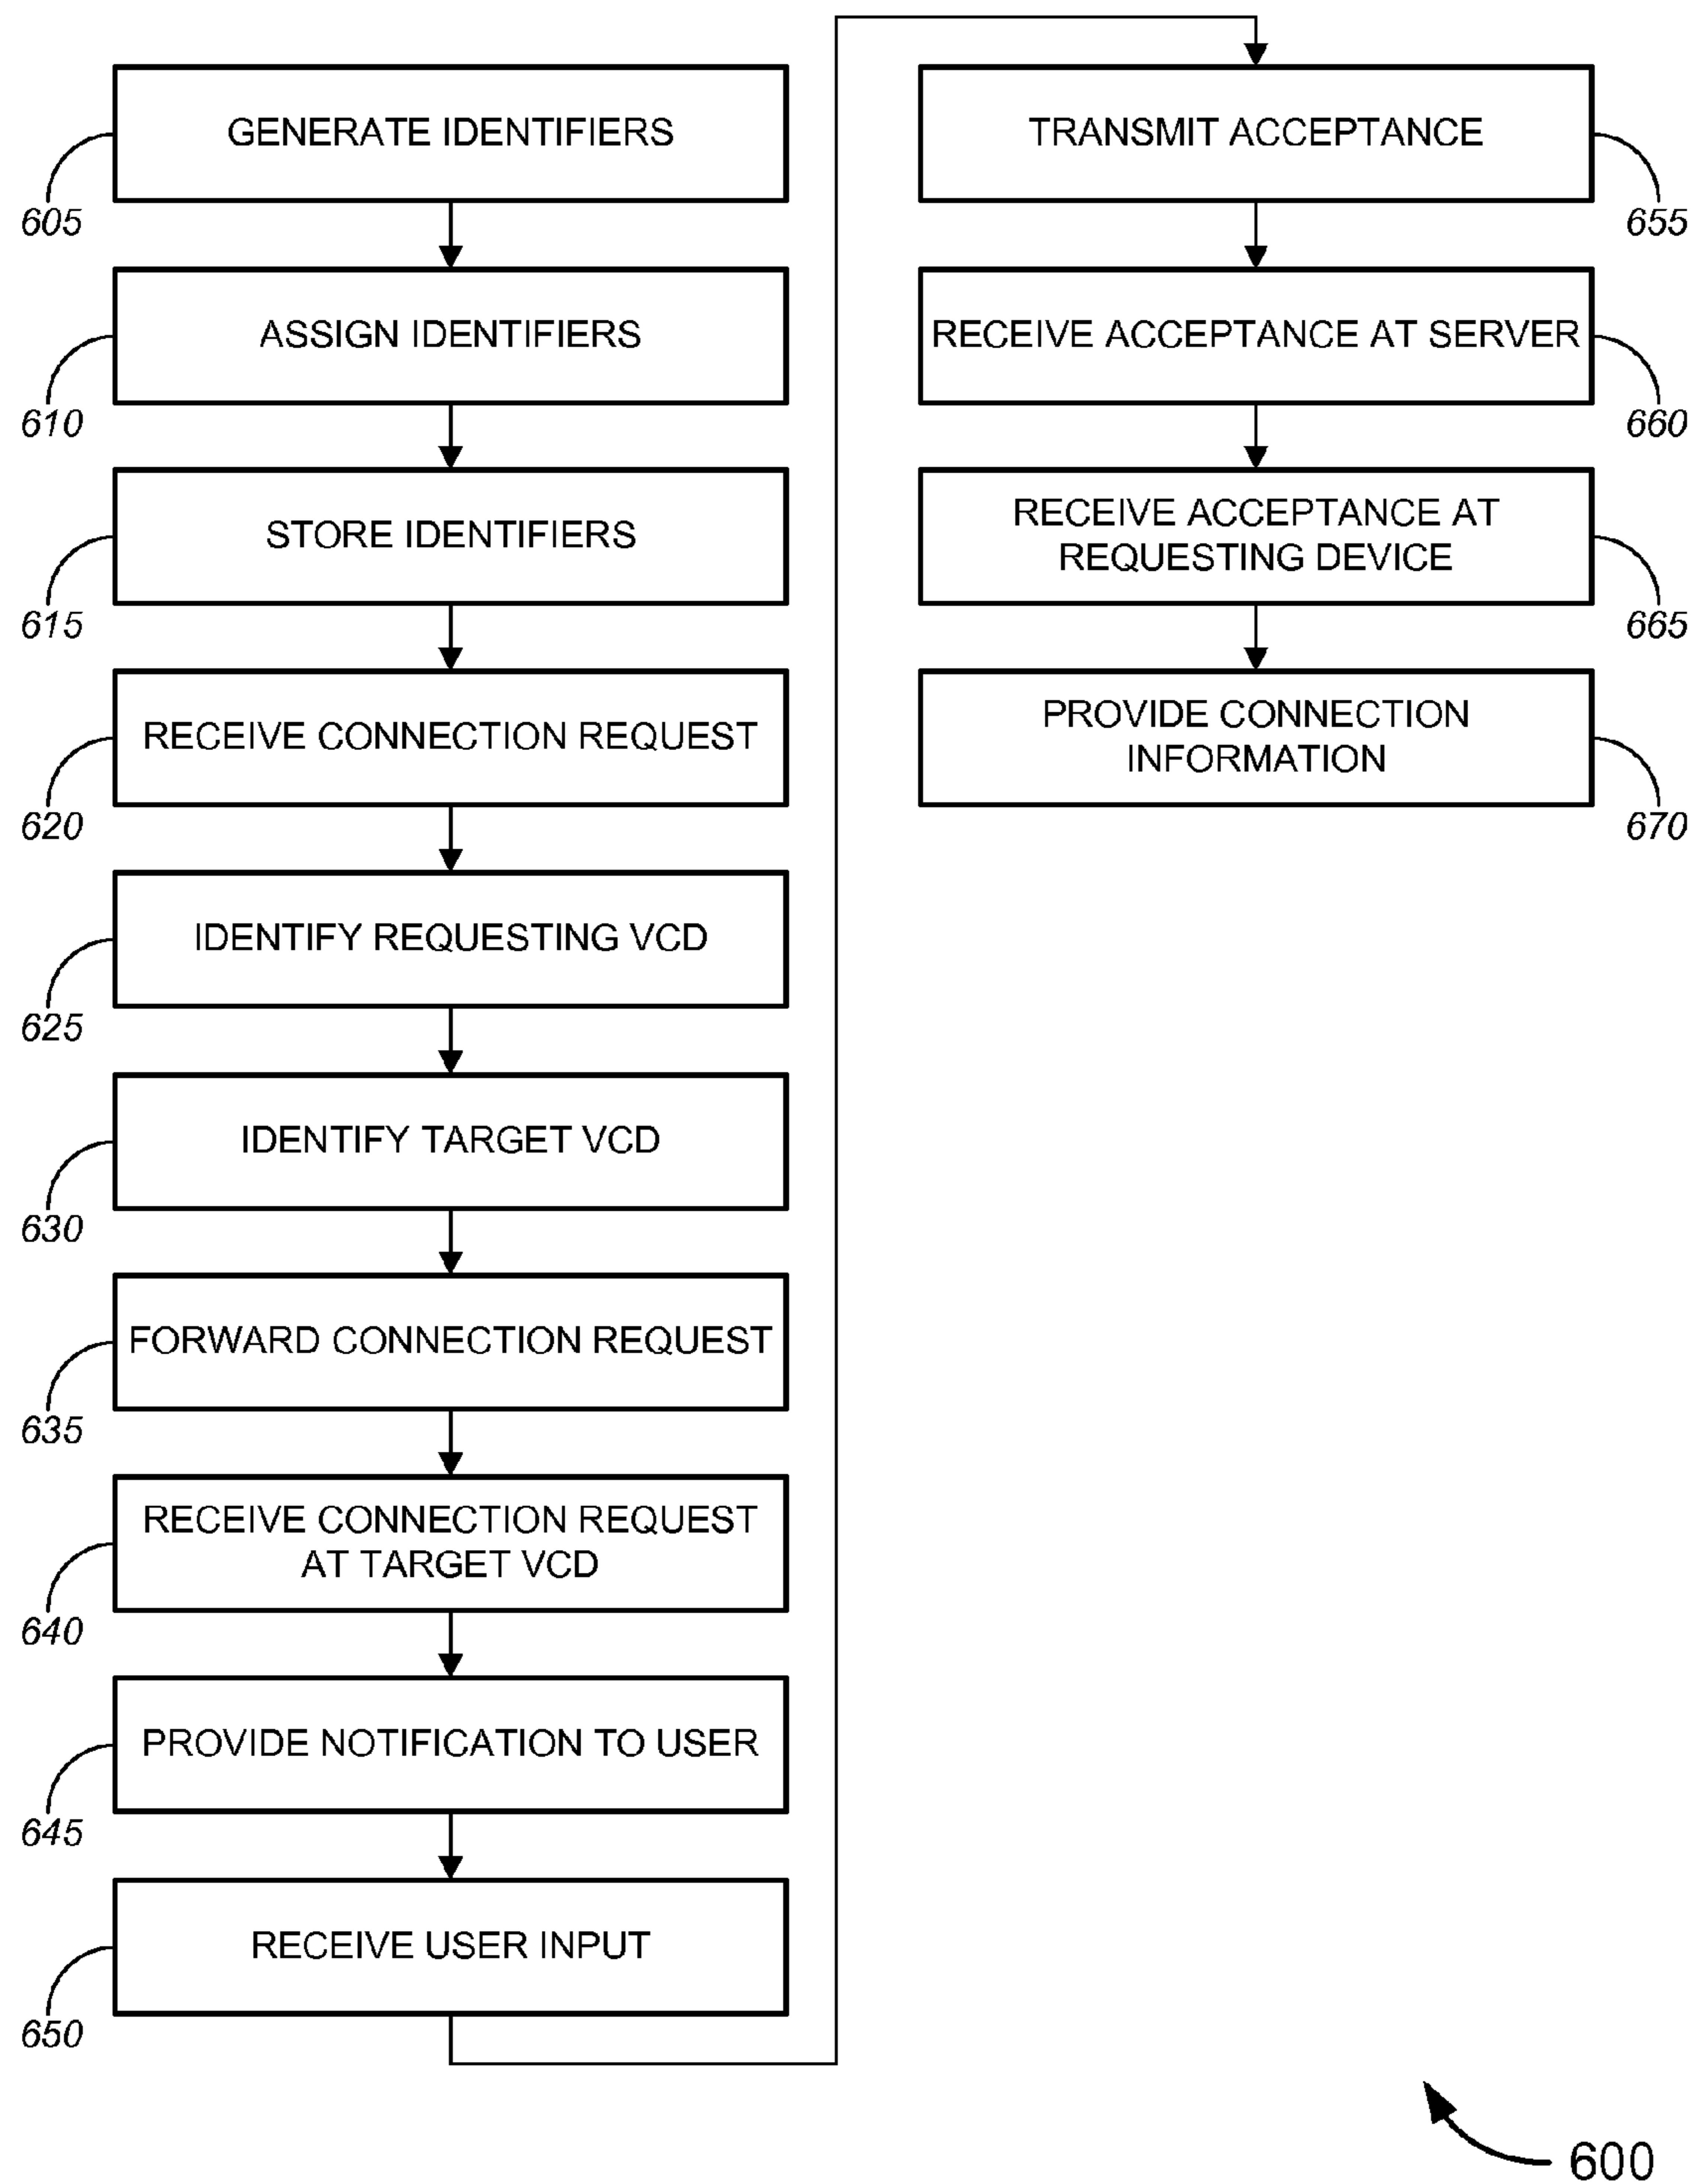 GENERATE IDENTIFIERS
605
ASSIGN IDENTIFIERS
610
STORE IDENTIFIERS
615
RECEIVE CONNECTION REQUEST
620
IDENTIFY REQUESTING VCD
625
IDENTIFY TARGET VCD
630
FORWARD CONNECTION REQUEST
635
RECEIVE CONNECTION REQUEST
AT TARGET VCD
640
PROVIDE NOTIFICATION TO USER
645
RECEIVE USER INPUT
650
TRANSMIT ACCEPTANCE
655
RECEIVE ACCEPTANCE AT SERVER
660
RECEIVE ACCEPTANCE AT
REQUESTING DEVICE
665
PROVIDE CONNECTION
INFORMATION
670
600